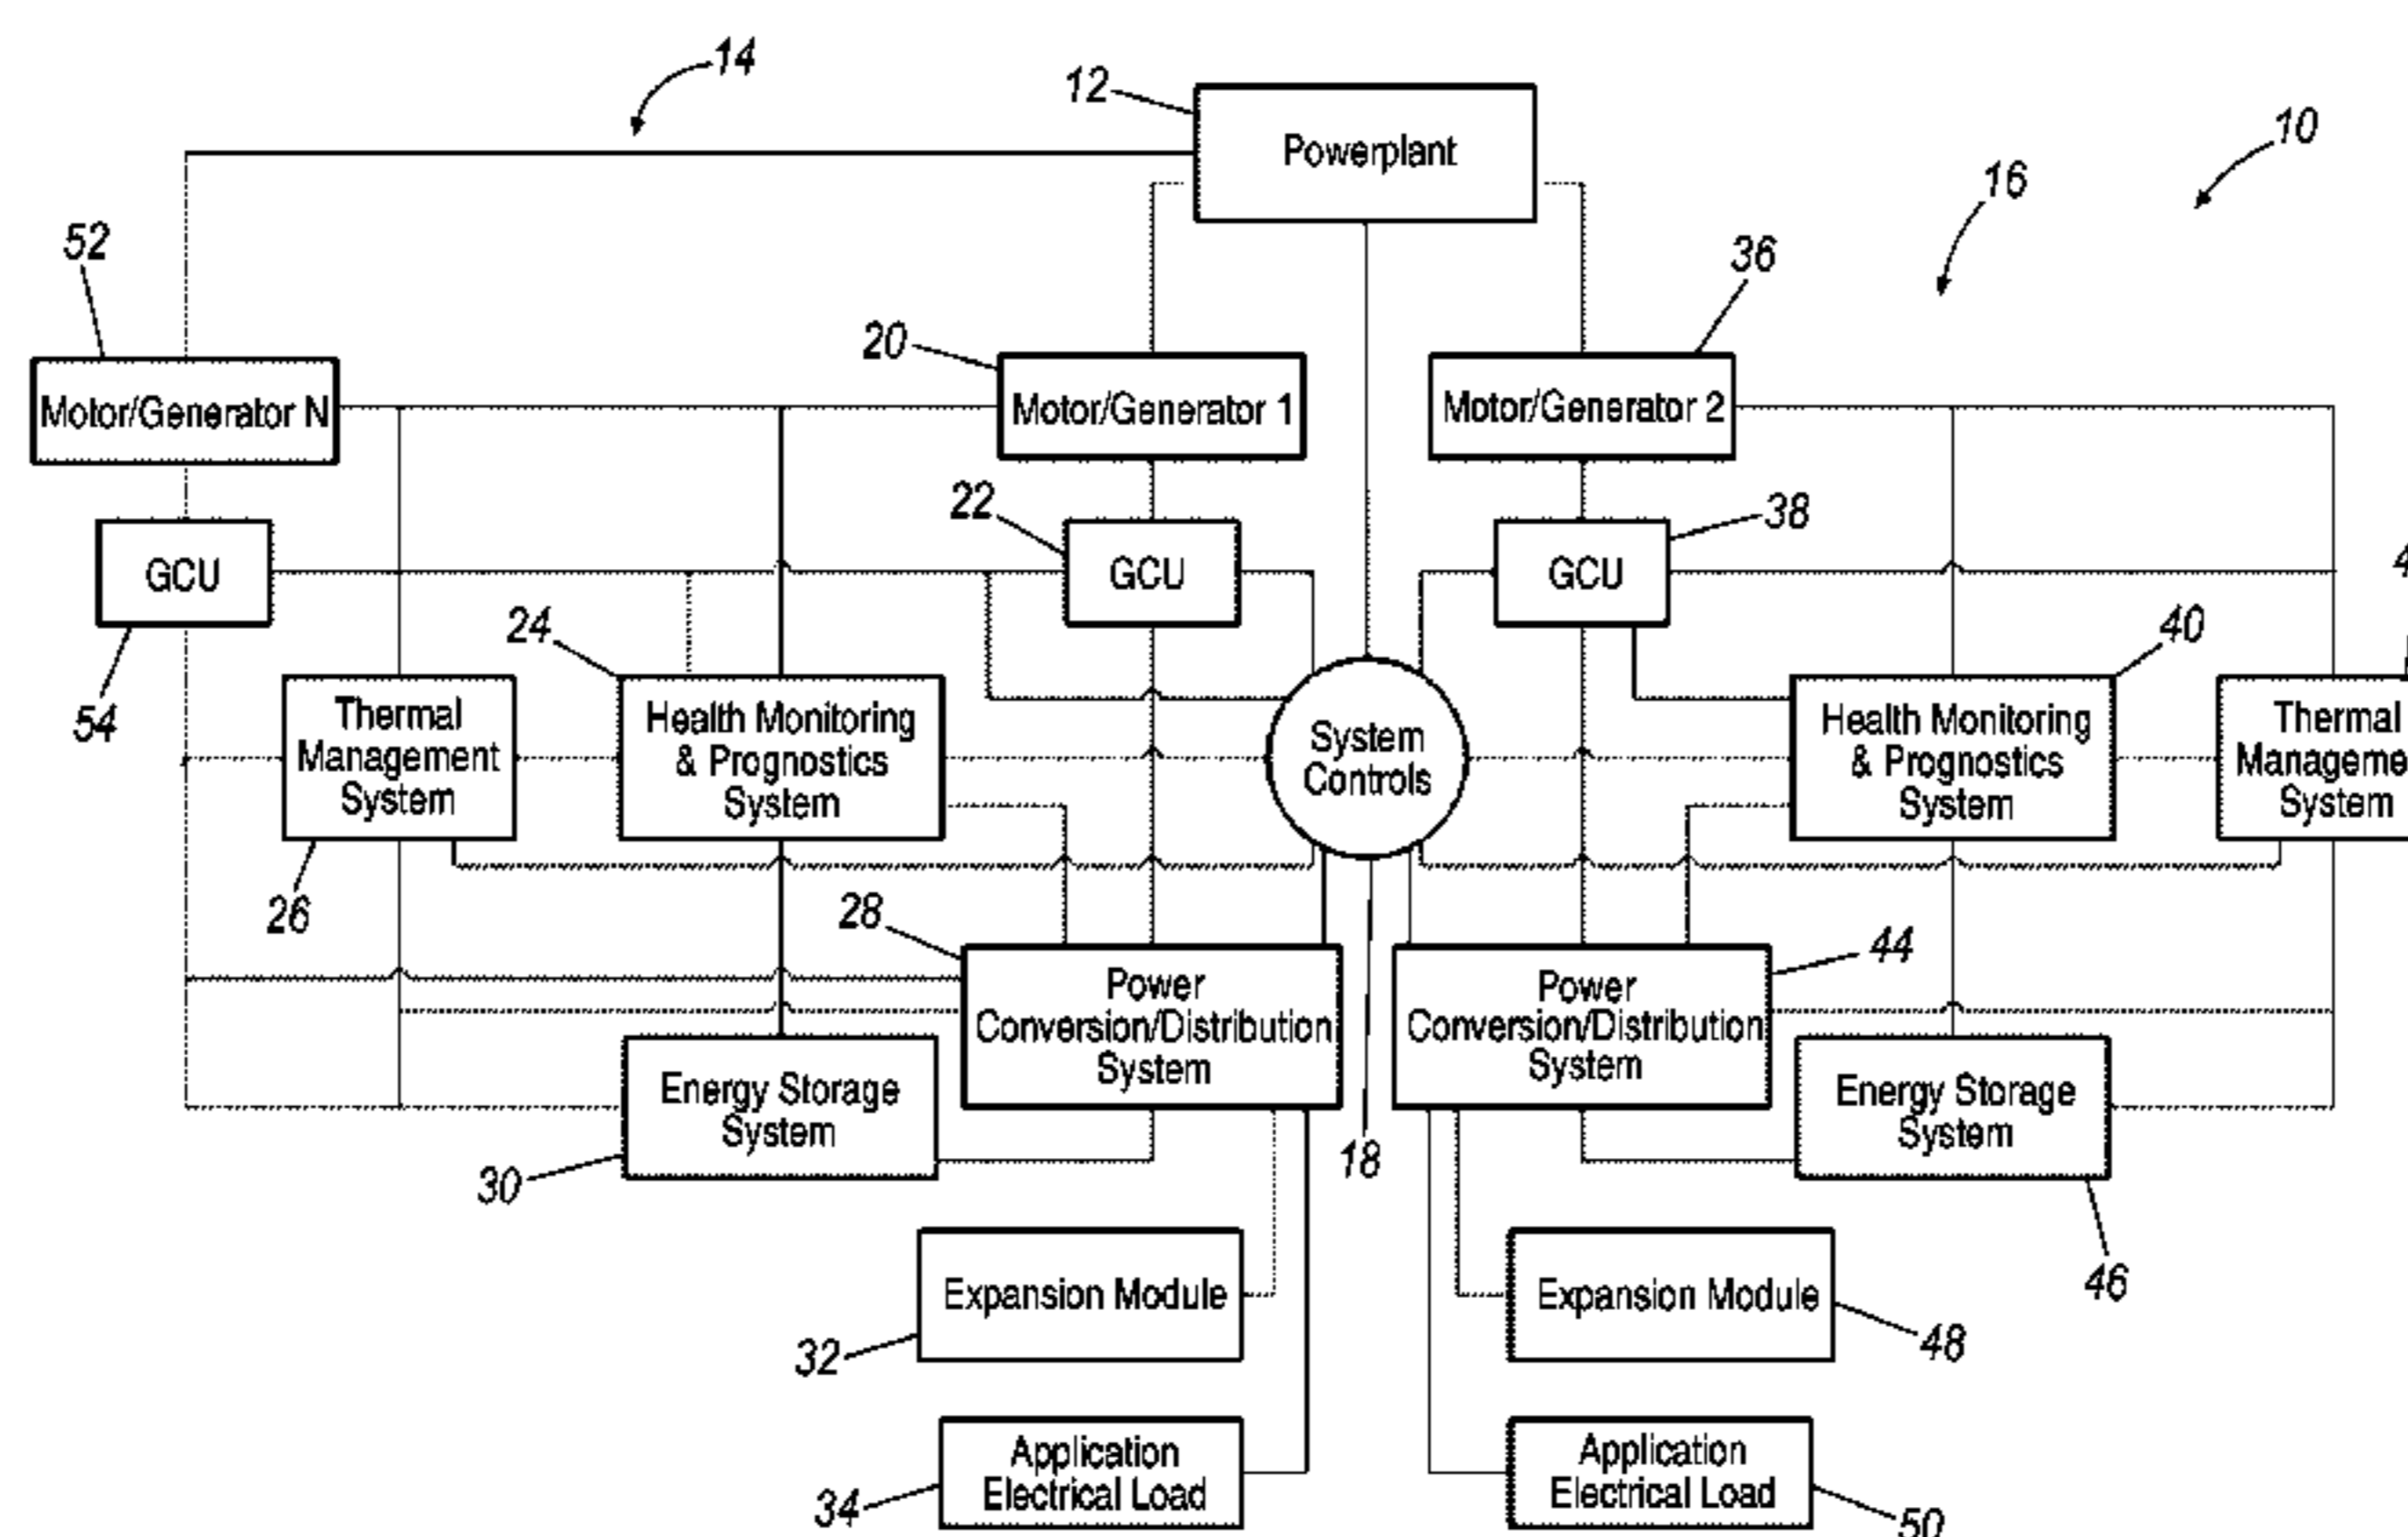 14
12
Powerplant
10
16
52
36
20
Motor/Generator N
Motor/Generator 1
Motor/Generator 2
22
38
GCU
GCU
GCU
4
24
40
54
Thermal
Management
System
Health Monitoring
& Prognostics
System
System
Controls
Health Monitoring
& Prognostics
System
Thermal
Manageme
System
26
28
44
Power
Conversion/Distribution
System
Power
Conversion/Distribution
System
Energy Storage
System
Energy Storage
System
30
18
46
Expansion Module
Expansion Module
32
48
Application
Electrical Load
Application
Electrical Load
34
50